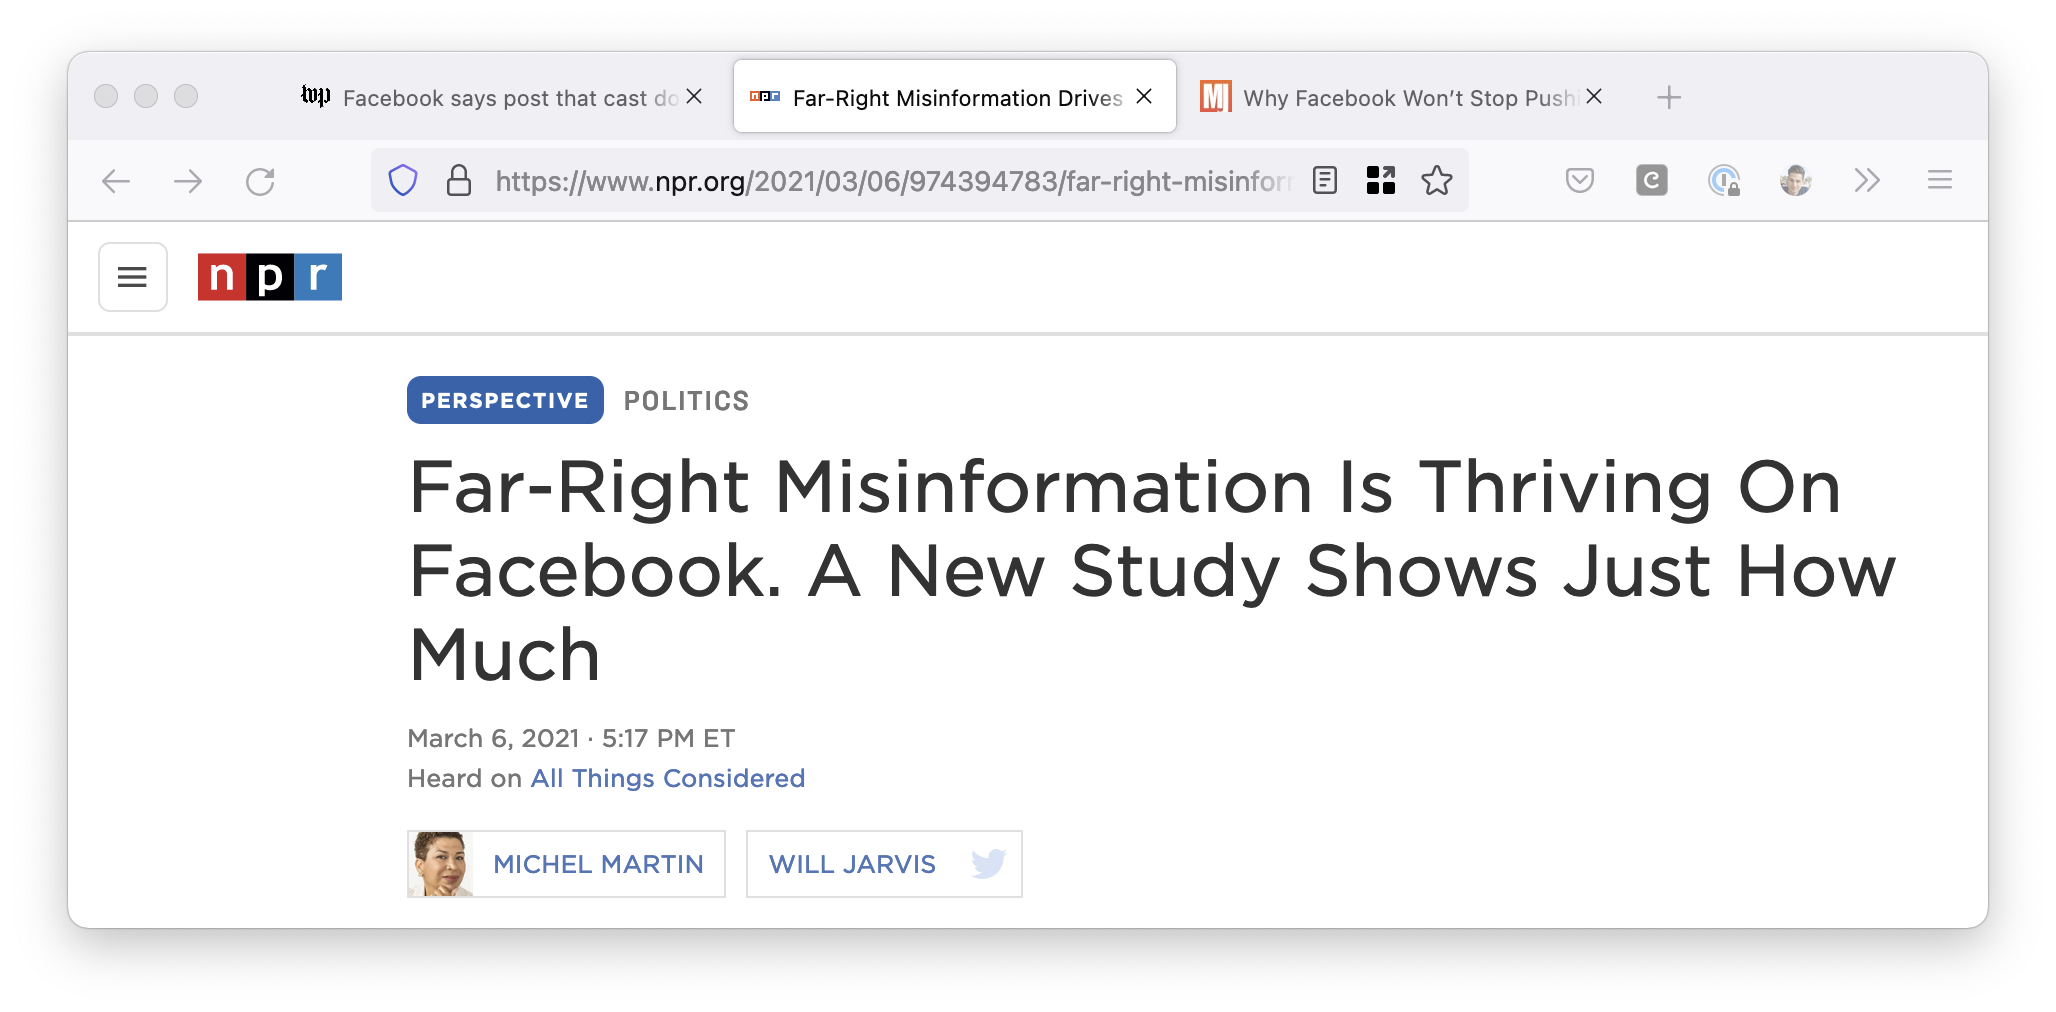 wp Facebook says post that cast do
npr Far-Right Misinformation Drives
M Why Facebook Won't Stop Pushi
https://www.npr.org/2021/03/06/974394783/far-right-misinfor
C
npr
PERSPECTIVE POLITICS
Far-Right Misinformation Is Thriving On
Facebook. A New Study Shows Just How
Much
March 6, 2021 · 5:17 PM ET
Heard on All Things Considered
MICHEL MARTIN WILL JARVIS